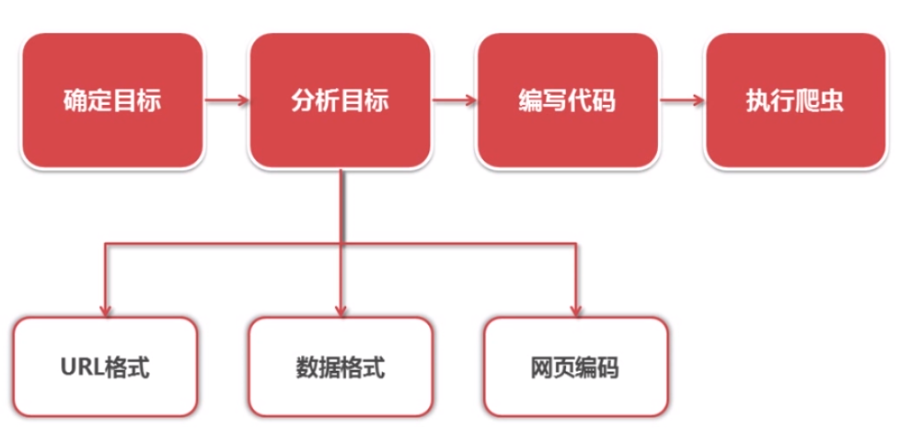 确定目标
分析目标
编写代码
执行爬虫
URL格式
数据格式
网页编码